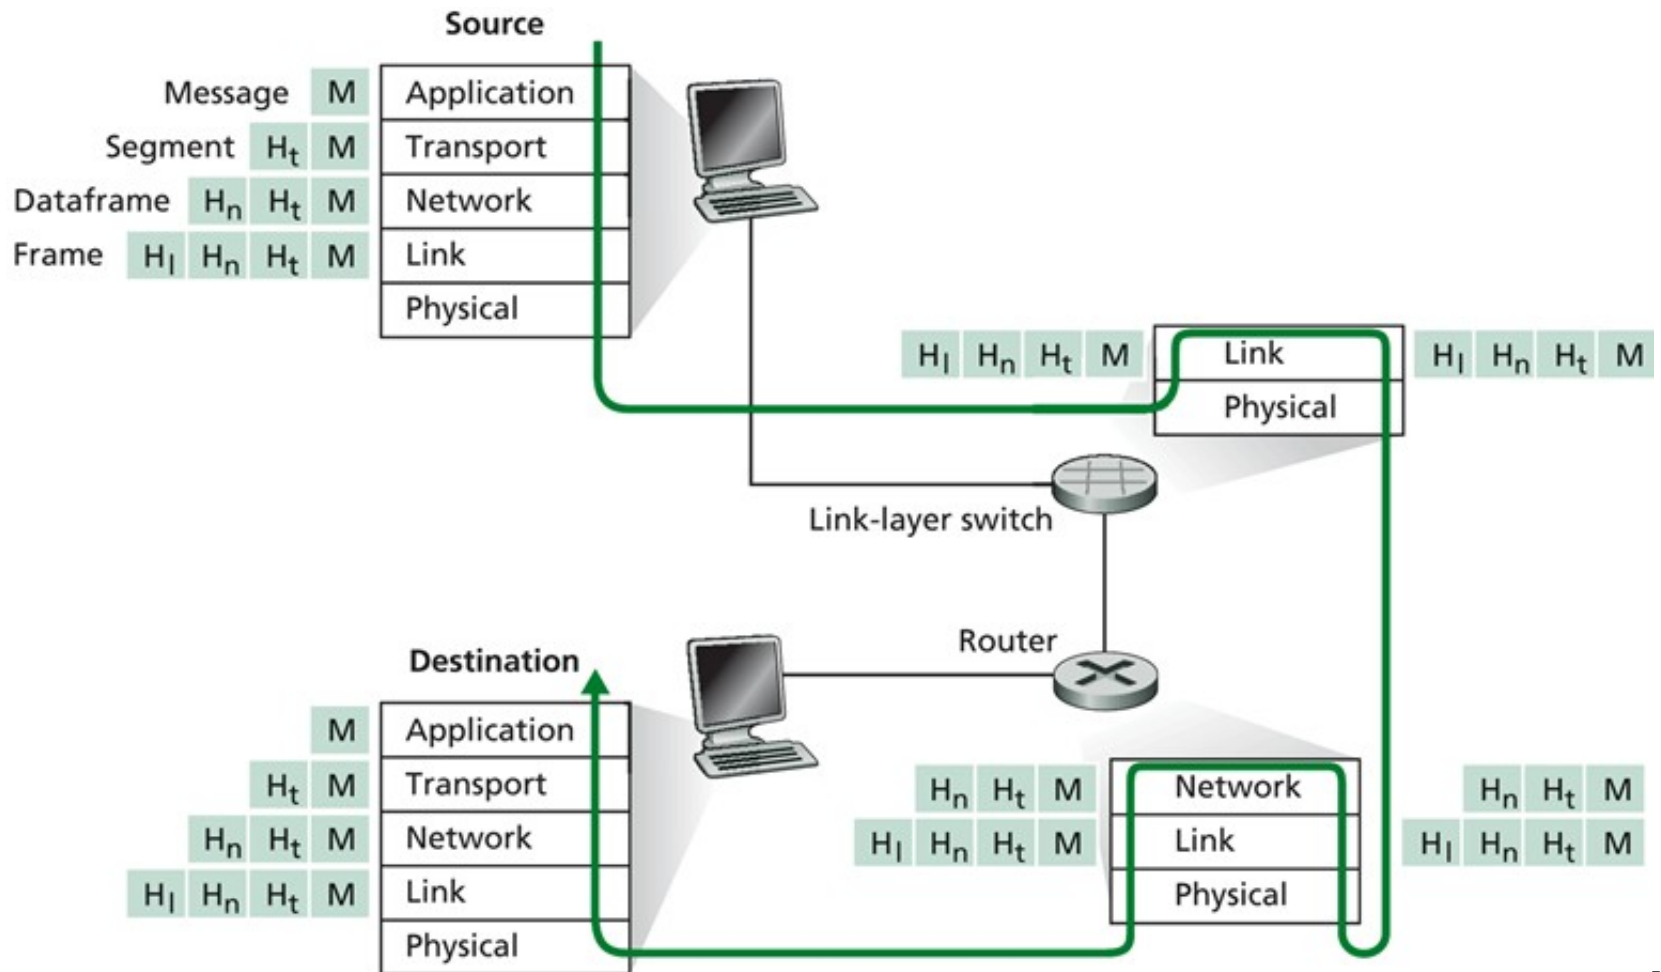 Source
Message M Application
Segment Ht M Transport
Dataframe Hn Ht M Network
Frame Hl Hn Ht M Link
Physical
Hl Hn Ht M Link Hl Hn Ht M
Physical
Link-layer switch
Router
Destination
M Application
Ht M Transport
Hn Ht M Network
Hl Hn Ht M Link
Physical
Hn Ht M Network Hn Ht M
Hl Hn Ht M Link Hl Hn Ht M
Physical